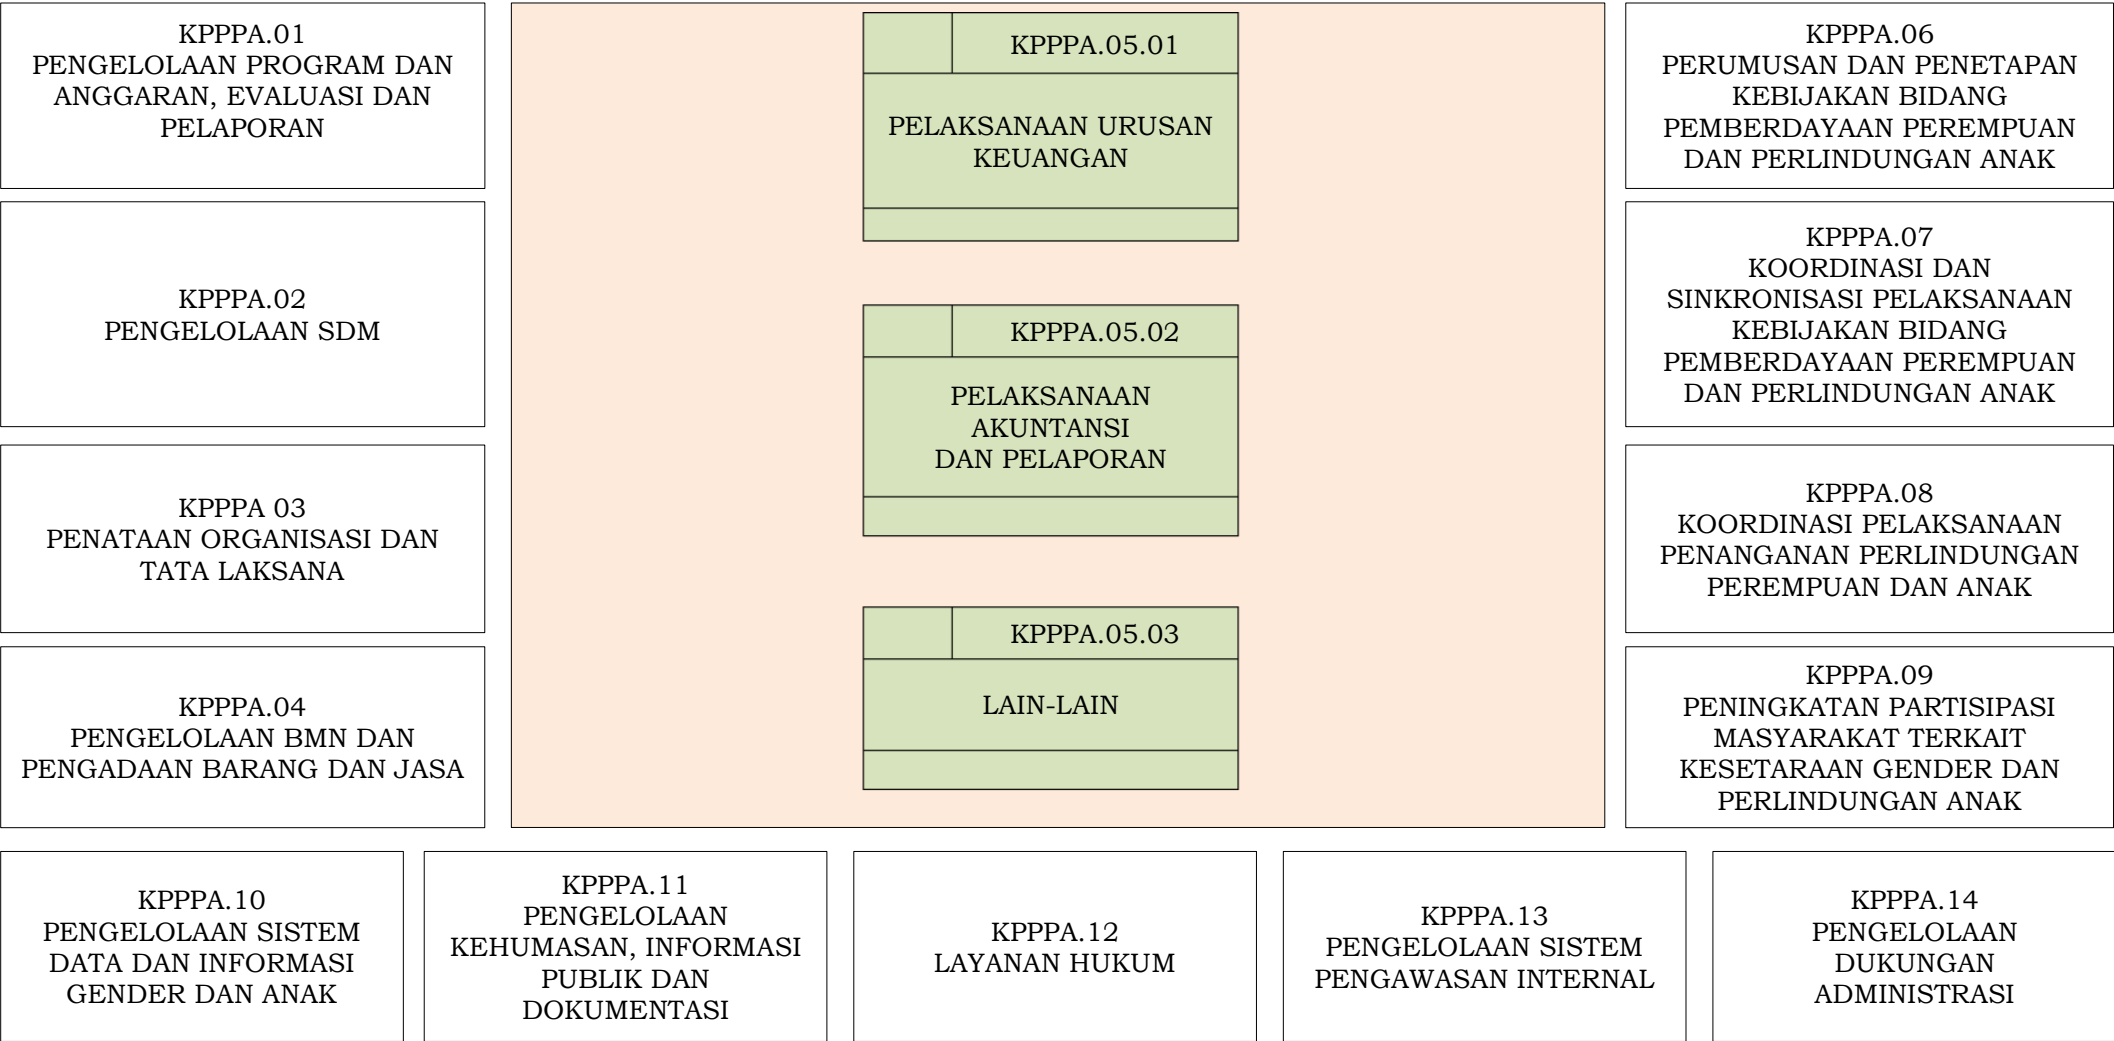 KPPPA.01
PENGELOLAAN PROGRAM DAN
ANGGARAN, EVALUASI DAN
PELAPORAN
KPPPA.02
PENGELOLAAN SDM
KPPPA 03
PENATAAN ORGANISASI DAN
TATA LAKSANA
KPPPA.04
PENGELOLAAN BMN DAN
PENGADAAN BARANG DAN JASA
KPPPA.05.01
PELAKSANAAN URUSAN
KEUANGAN
KPPPA.05.02
PELAKSANAAN
AKUNTANSI
DAN PELAPORAN
KPPPA.05.03
LAIN-LAIN
KPPPA.06
PERUMUSAN DAN PENETAPAN
KEBIJAKAN BIDANG
PEMBERDAYAAN PEREMPUAN
DAN PERLINDUNGAN ANAK
KPPPA.07
KOORDINASI DAN
SINKRONISASI PELAKSANAAN
KEBIJAKAN BIDANG
PEMBERDAYAAN PEREMPUAN
DAN PERLINDUNGAN ANAK
KPPPA.08
KOORDINASI PELAKSANAAN
PENANGANAN PERLINDUNGAN
PEREMPUAN DAN ANAK
KPPPA.09
PENINGKATAN PARTISIPASI
MASYARAKAT TERKAIT
KESETARAAN GENDER DAN
PERLINDUNGAN ANAK
KPPPA.10
PENGELOLAAN SISTEM
DATA DAN INFORMASI
GENDER DAN ANAK
KPPPA.11
PENGELOLAAN
KEHUMASAN, INFORMASI
PUBLIK DAN
DOKUMENTASI
KPPPA.12
LAYANAN HUKUM
KPPPA.13
PENGELOLAAN SISTEM
PENGAWASAN INTERNAL
KPPPA.14
PENGELOLAAN
DUKUNGAN
ADMINISTRASI